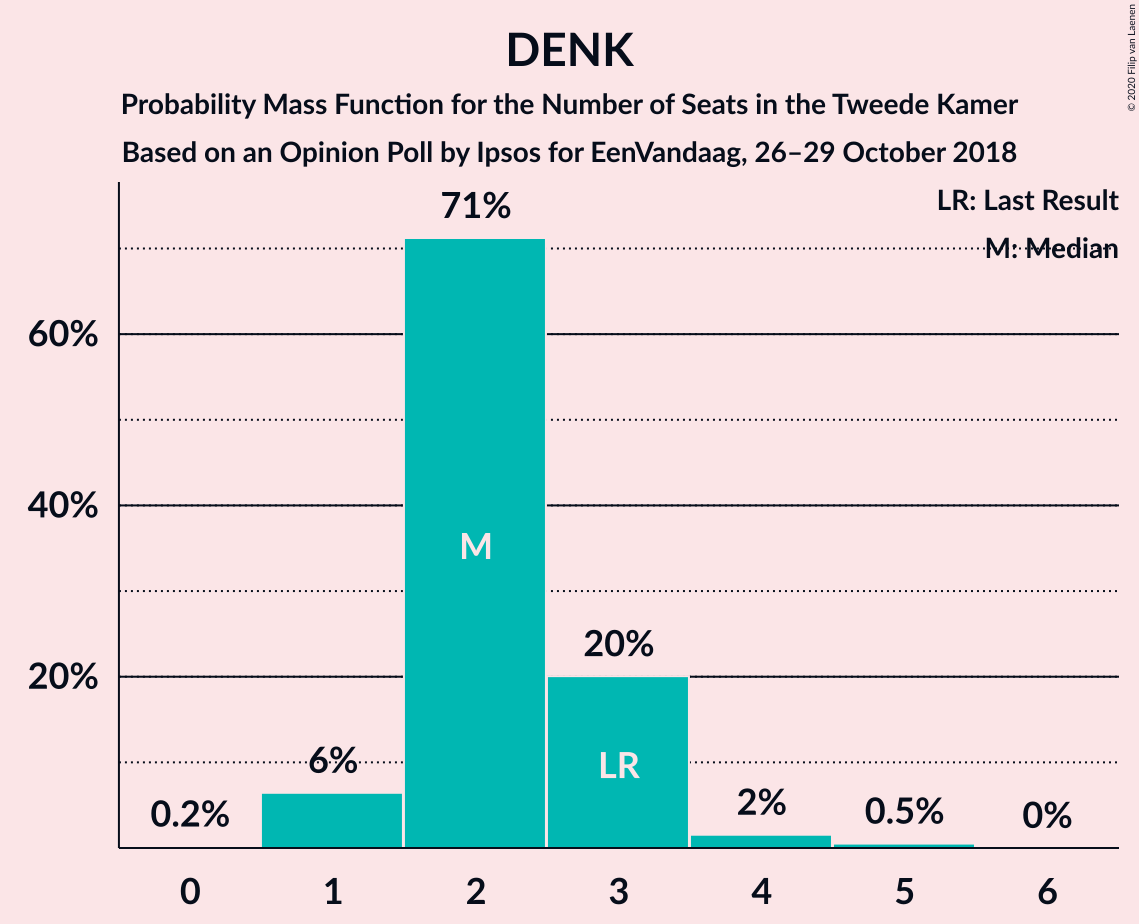 DENK
Probability Mass Function for the Number of Seats in the Tweede Kamer
Based on an Opinion Poll by Ipsos for EenVandaag, 26–29 October 2018
© 2020 Filip van Laenen
LR: Last Result
M: Median
71%
60%
40%
M
20%
20%
LR
6%
0.2%
2%
0.5%
0%
0 1 2 3 4 5 6